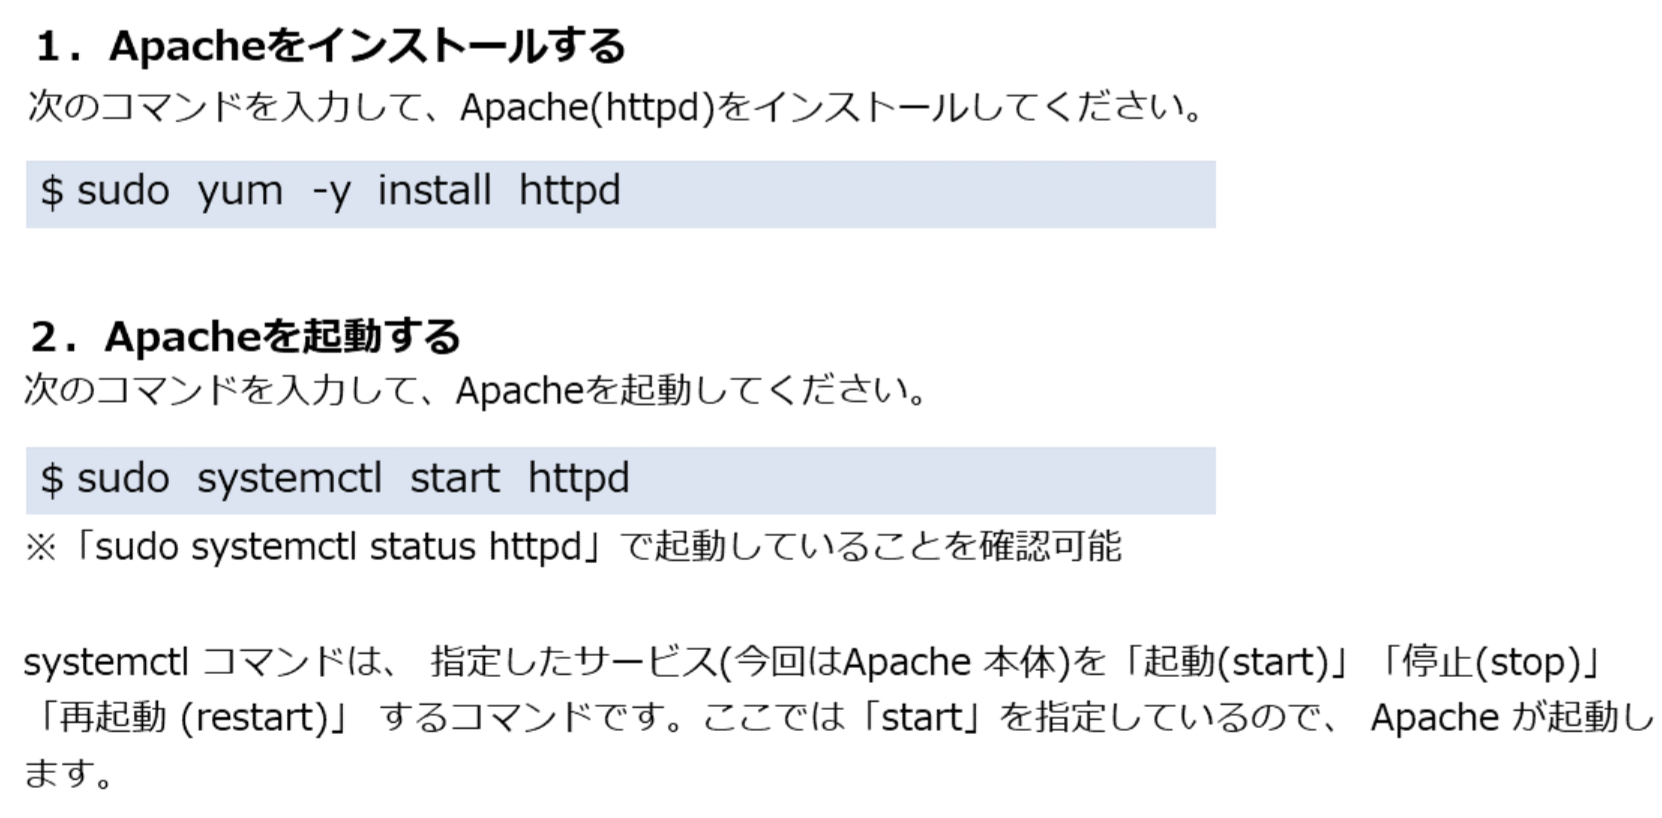 １．Apacheをインストールする
次のコマンドを入力して、Apache(httpd)をインストールしてください。
$ sudo yum -y install httpd
２．Apacheを起動する
次のコマンドを入力して、Apacheを起動してください。
$ sudo systemctl start httpd
※「sudo systemctl status httpd」で起動していることを確認可能
systemctl コマンドは、 指定したサービス(今回はApache 本体)を「起動(start)」「停止(stop)」
「再起動 (restart)」 するコマンドです。ここでは「start」を指定しているので、 Apache が起動し
ます。